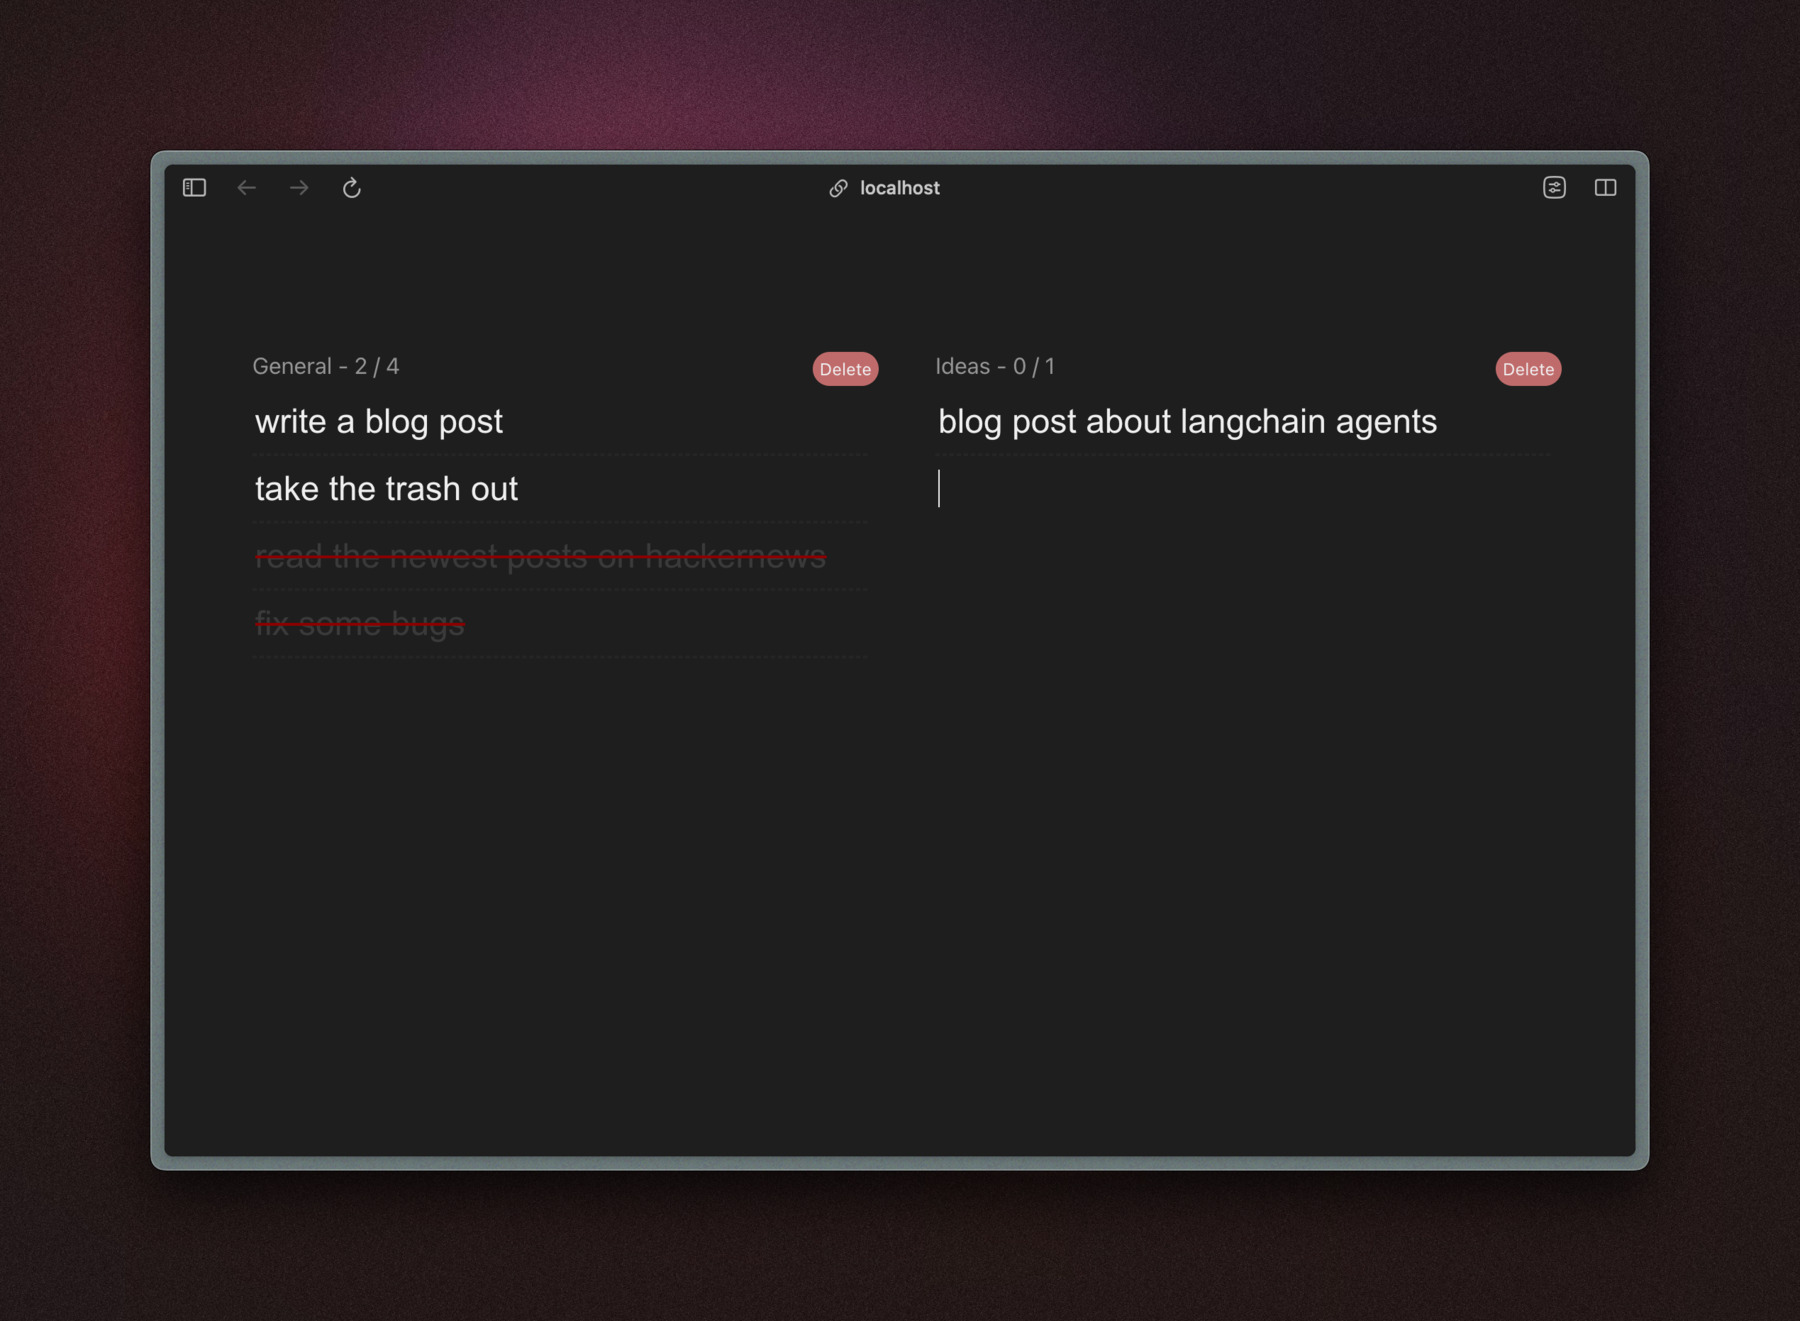 localhost
General - 2 / 4
Delete
write a blog post
take the trash out
read the newest posts on hackernews
fix some bugs
Ideas - 0 / 1
Delete
blog post about langchain agents